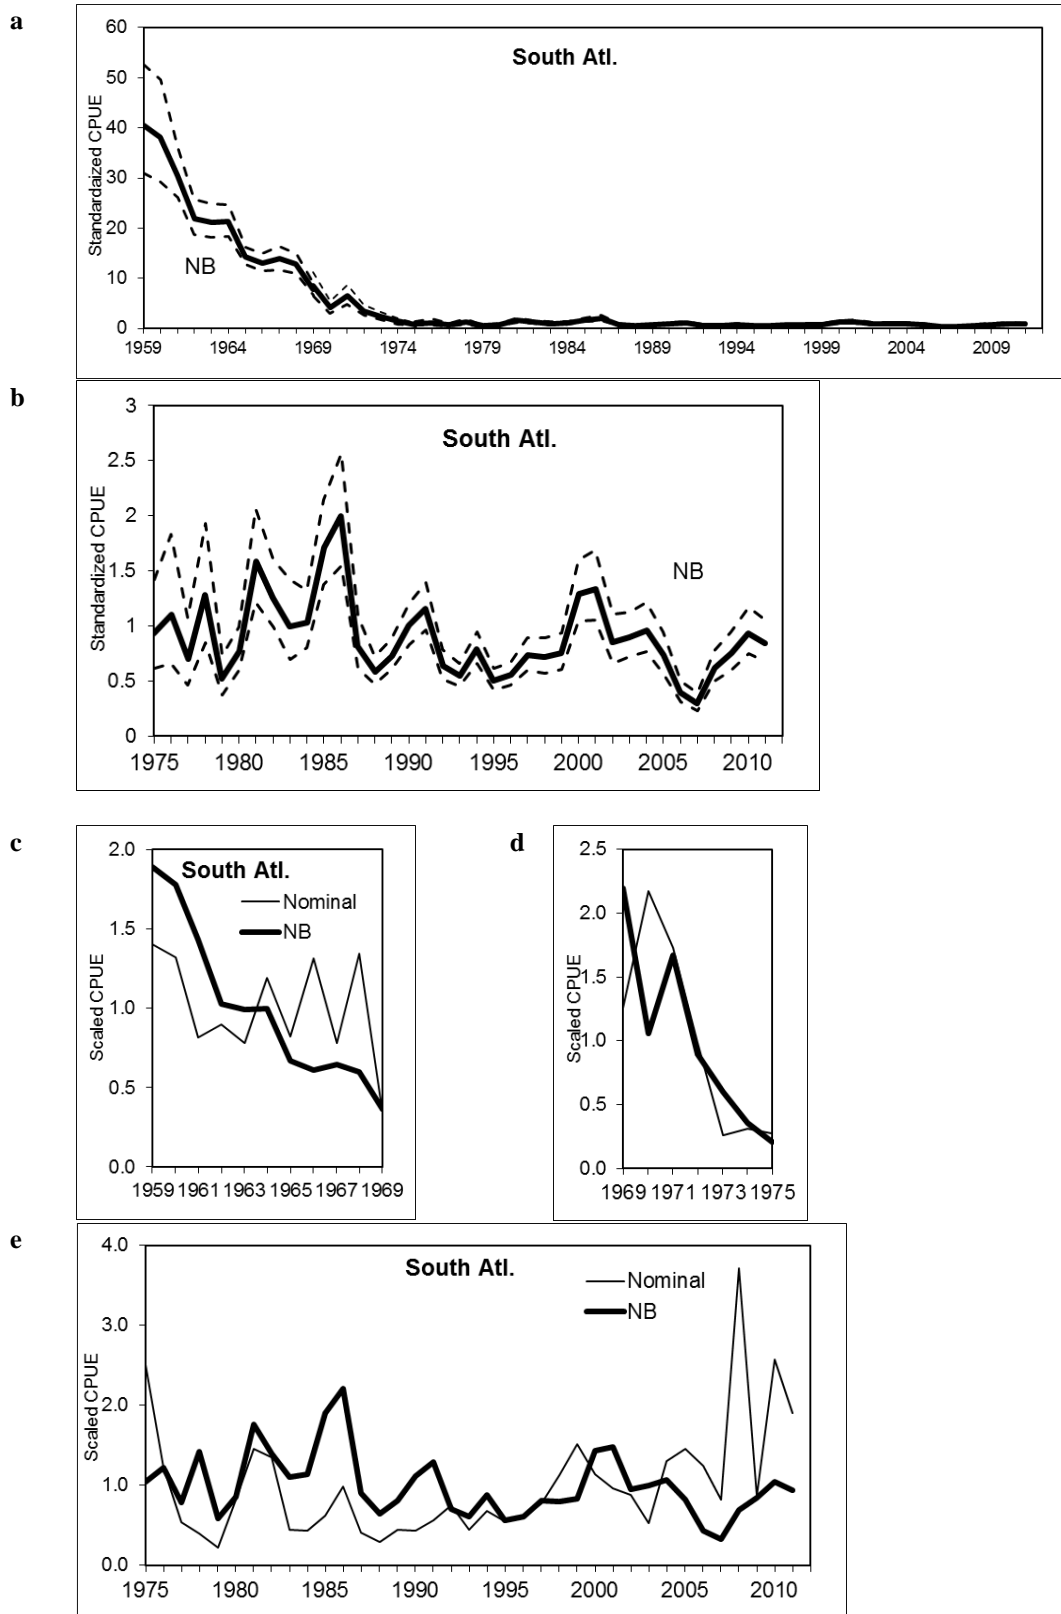 a
South Atl.
Standardaized CPUE
60
50
40
30
20
10
0
NB
1959 1964 1969 1974 1979 1984 1989 1994 1999 2004 2009
b
South Atl.
Standardized CPUE
3
2.5
2
1.5
1
0.5
0
NB
1975 1980 1985 1990 1995 2000 2005 2010
c
South Atl.
Nominal
NB
Scaled CPUE
2.0
1.5
1.0
0.5
0.0
1959 1961 1963 1965 1967 1969
d
Scaled CPUE
2.5
2.0
1.5
1.0
0.5
0.0
1969 1971 1973 1975
e
South Atl.
Nominal
NB
Scaled CPUE
4.0
3.0
2.0
1.0
0.0
1975 1980 1985 1990 1995 2000 2005 2010